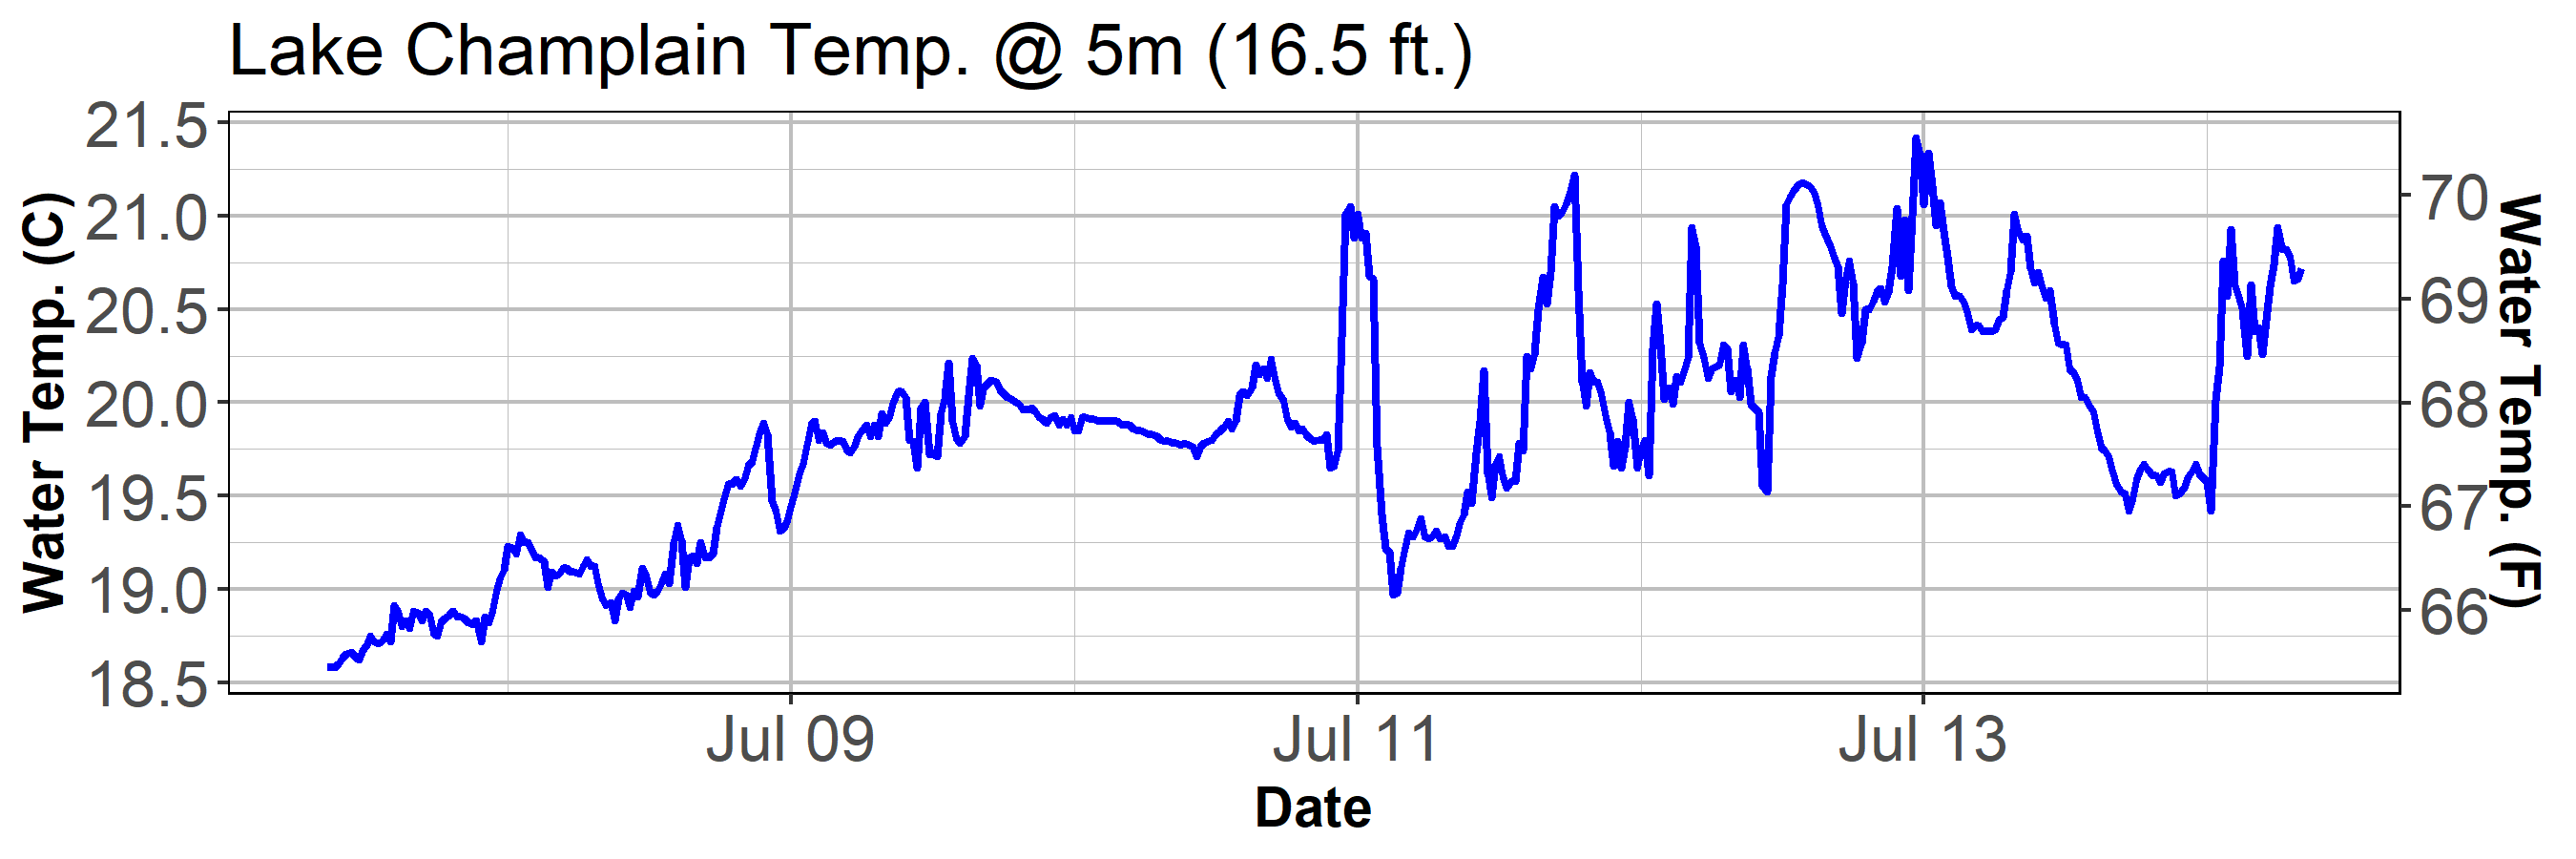 Lake Champlain Temp. @ 5m (16.5 ft.)
Water Temp. (C)
21.5
21.0
20.5
20.0
19.5
19.0
18.5
70
69
68
67
66
Water Temp. (F)
Jul 09 Jul 11 Jul 13
Date